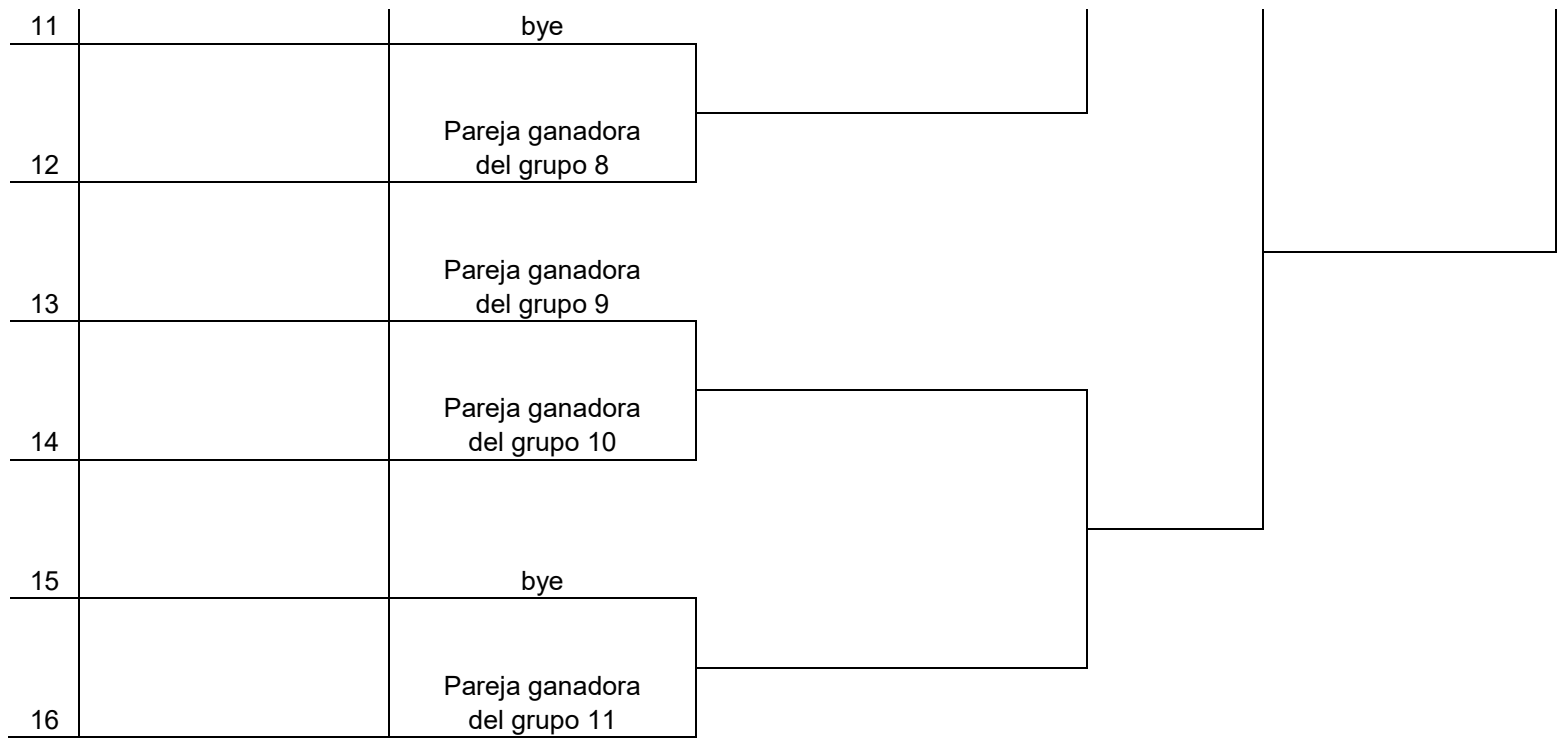 11 bye
Pareja ganadora
12 del grupo 8
Pareja ganadora
13 del grupo 9
Pareja ganadora
14 del grupo 10
15 bye
Pareja ganadora
16 del grupo 11